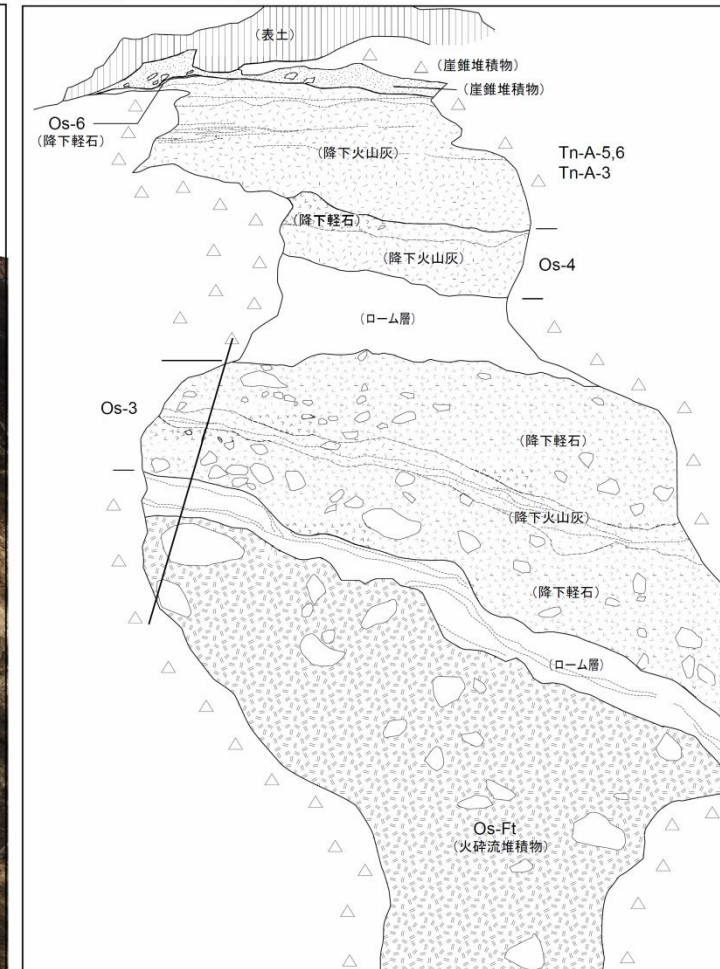 (表土)
(崖錐堆積物)
(崖錐堆積物)
Os-6
(降下軽石)
(降下火山灰)
Tn-A-5,6
Tn-A-3
(降下軽石)
(降下火山灰)
Os-4
(ローム層)
Os-3
(降下軽石)
(降下火山灰)
(降下軽石)
(ローム層)
Os-Ft
(火砕流堆積物)